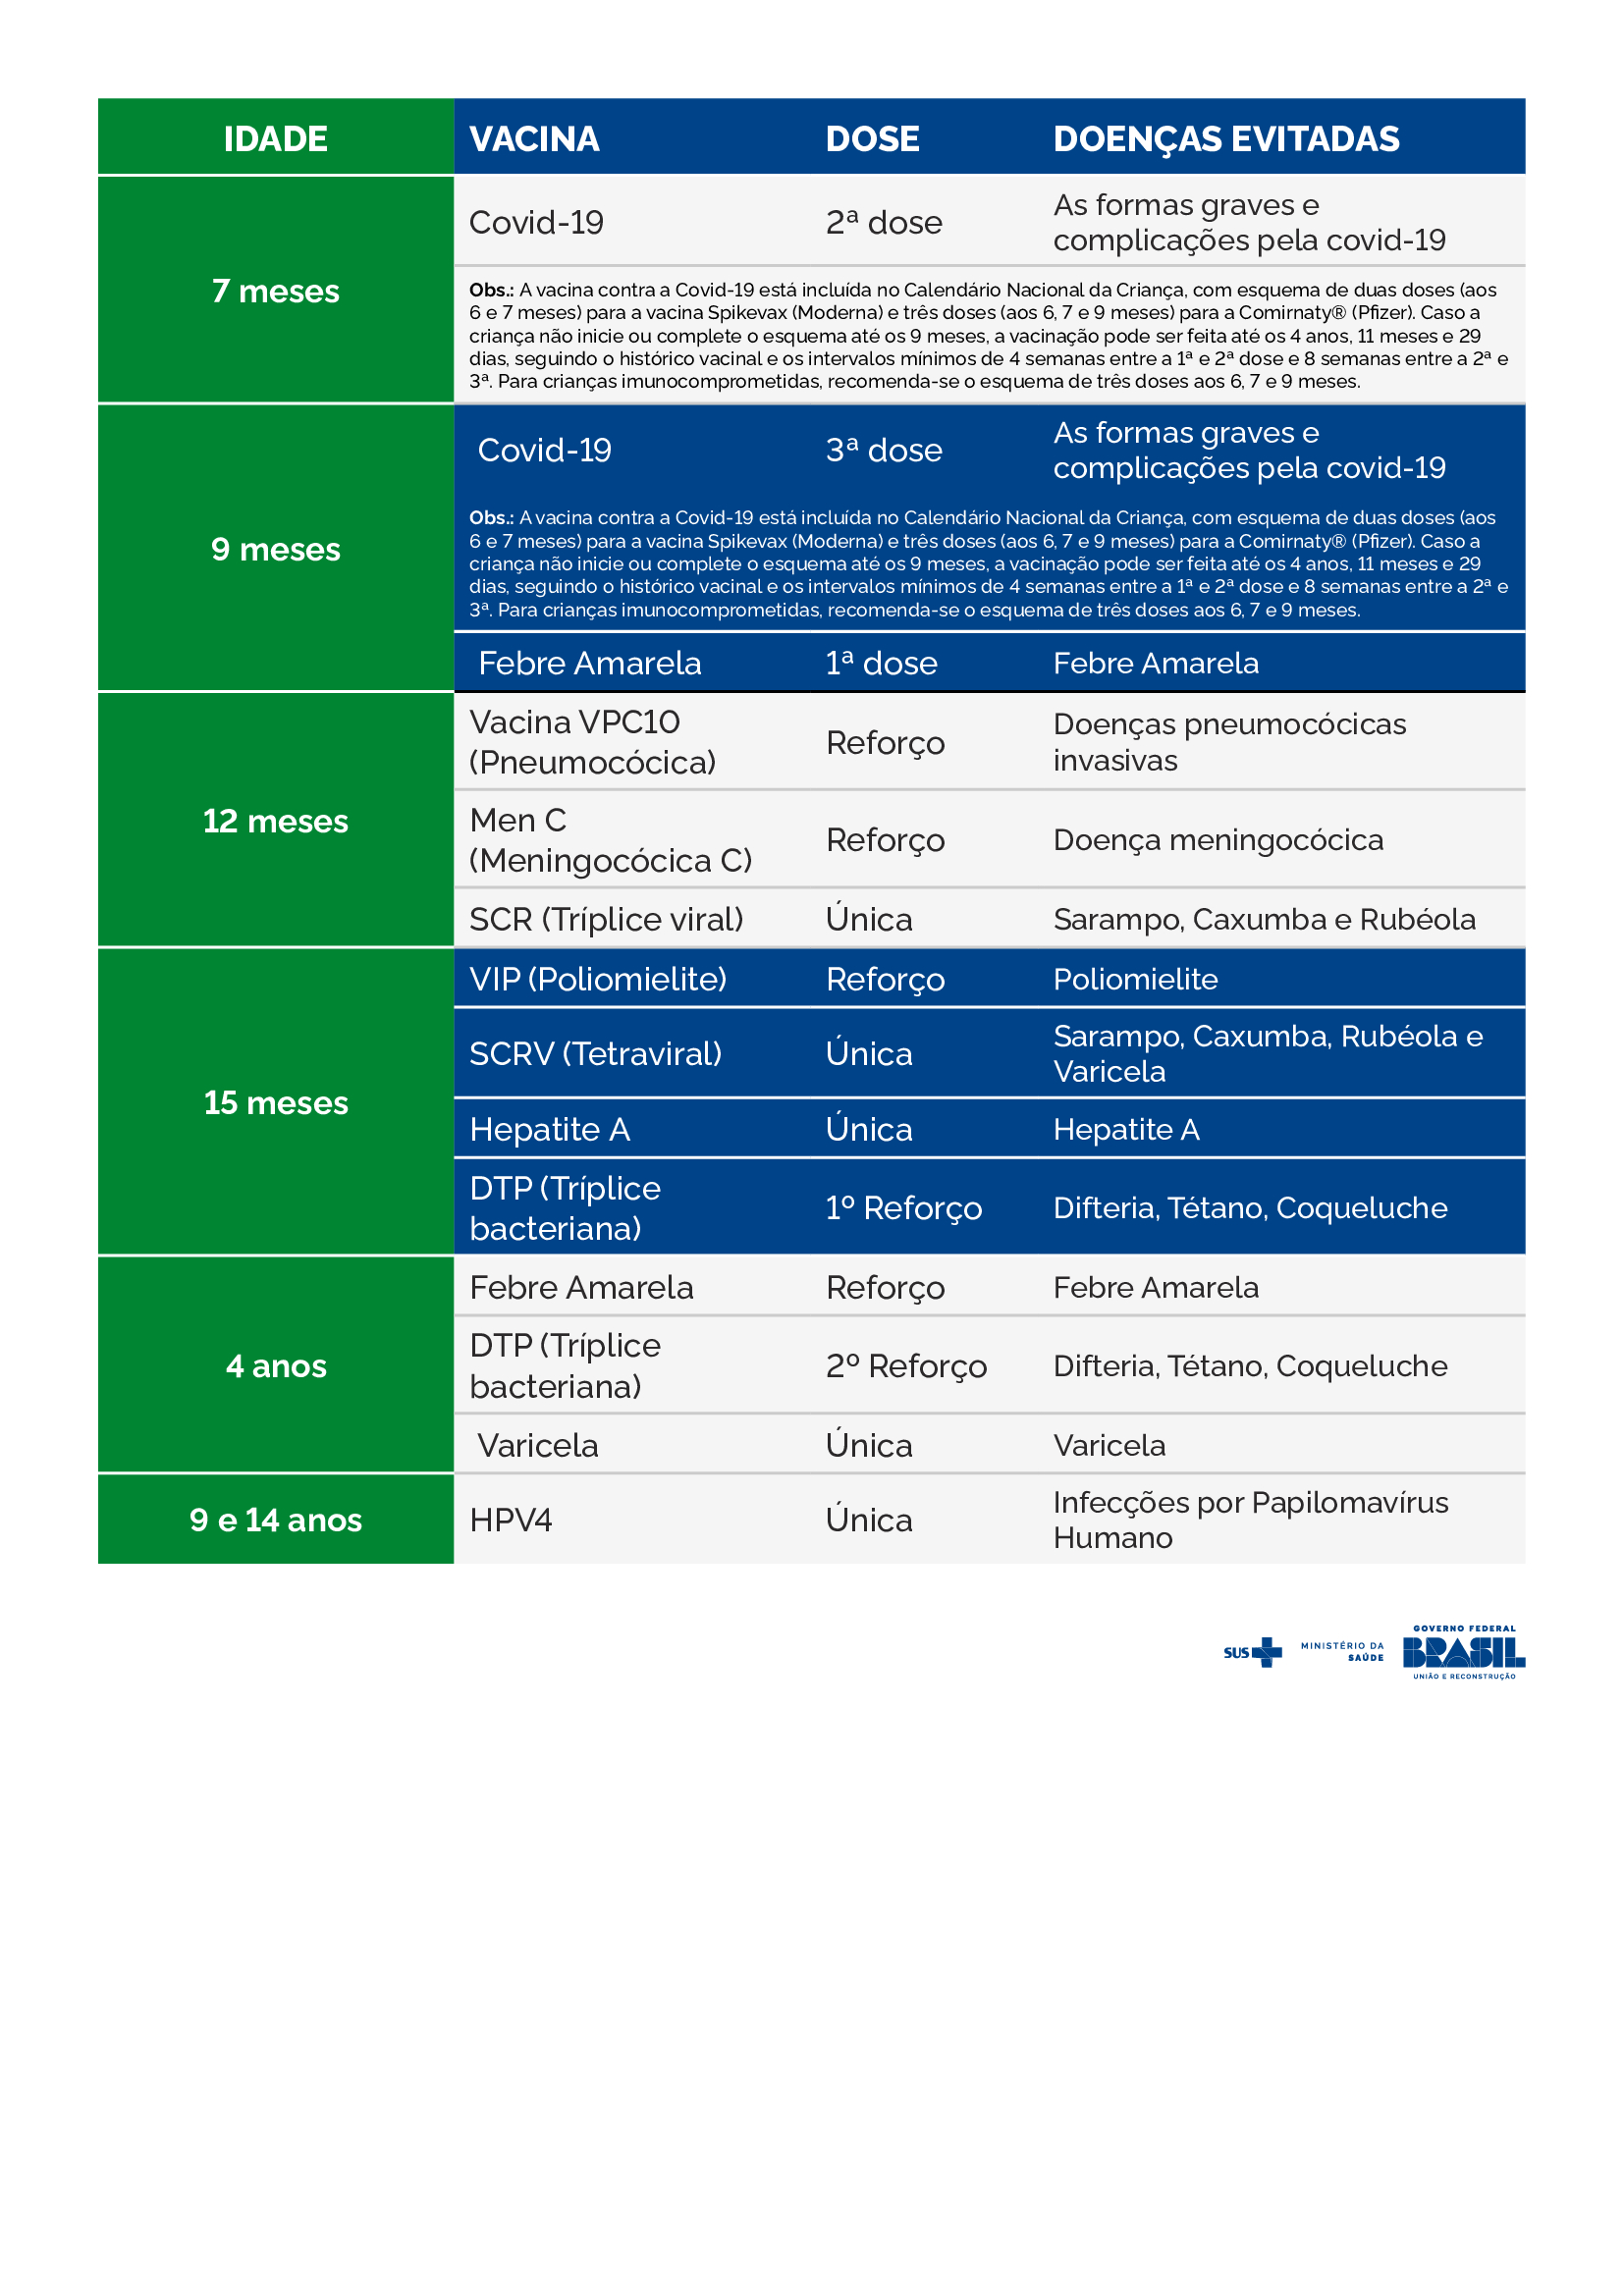 IDADE VACINA DOSE DOENÇAS EVITADAS
7 meses
Covid-19 2ª dose As formas graves e
complicações pela covid-19
Obs.: A vacina contra a Covid-19 está incluída no Calendário Nacional da Criança, com esquema de duas doses (aos
6 e 7 meses) para a vacina Spikevax (Moderna) e três doses (aos 6, 7 e 9 meses) para a Comirnaty® (Pfizer). Caso a
criança não inicie ou complete o esquema até os 9 meses, a vacinação pode ser feita até os 4 anos, 11 meses e 29
dias, seguindo o histórico vacinal e os intervalos mínimos de 4 semanas entre a 1ª e 2ª dose e 8 semanas entre a 2ª e
3ª. Para crianças imunocomprometidas, recomenda-se o esquema de três doses aos 6, 7 e 9 meses.
9 meses
Covid-19 3ª dose As formas graves e
complicações pela covid-19
Obs.: A vacina contra a Covid-19 está incluída no Calendário Nacional da Criança, com esquema de duas doses (aos
6 e 7 meses) para a vacina Spikevax (Moderna) e três doses (aos 6, 7 e 9 meses) para a Comirnaty® (Pfizer). Caso a
criança não inicie ou complete o esquema até os 9 meses, a vacinação pode ser feita até os 4 anos, 11 meses e 29
dias, seguindo o histórico vacinal e os intervalos mínimos de 4 semanas entre a 1ª e 2ª dose e 8 semanas entre a 2ª e
3ª. Para crianças imunocomprometidas, recomenda-se o esquema de três doses aos 6, 7 e 9 meses.
Febre Amarela 1ª dose Febre Amarela
12 meses
Vacina VPC10
(Pneumocócica) Reforço Doenças pneumocócicas
invasivas
Men C
(Meningocócica C) Reforço Doença meningocócica
SCR (Tríplice viral) Única Sarampo, Caxumba e Rubéola
15 meses
VIP (Poliomielite) Reforço Poliomielite
SCRV (Tetraviral) Única Sarampo, Caxumba, Rubéola e
Varicela
Hepatite A Única Hepatite A
DTP (Tríplice
bacteriana) 1º Reforço Difteria, Tétano, Coqueluche
4 anos
Febre Amarela Reforço Febre Amarela
DTP (Tríplice
bacteriana) 2º Reforço Difteria, Tétano, Coqueluche
Varicela Única Varicela
9 e 14 anos
HPV4 Única Infecções por Papilomavírus
Humano
SUS
MINISTÉRIO DA
SAÚDE
GOVERNO FEDERAL
BRASIL
UNIÃO E RECONSTRUÇÃO